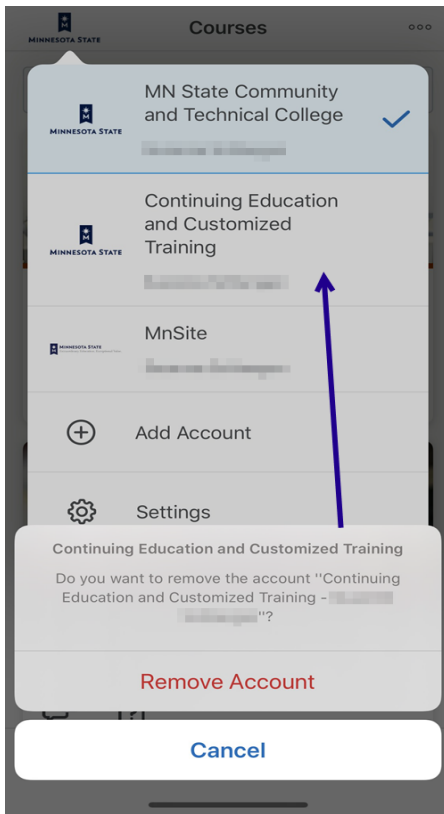 MINNESOTA STATE
Courses
MN State Community
and Technical College
MINNESOTA STATE
Continuing Education
and Customized
Training
MINNESOTA STATE
MnSite
MINNESOTA STATE
Add Account
Settings
Continuing Education and Customized Training
Do you want to remove the account "Continuing
Education and Customized Training -
"?
Remove Account
Cancel